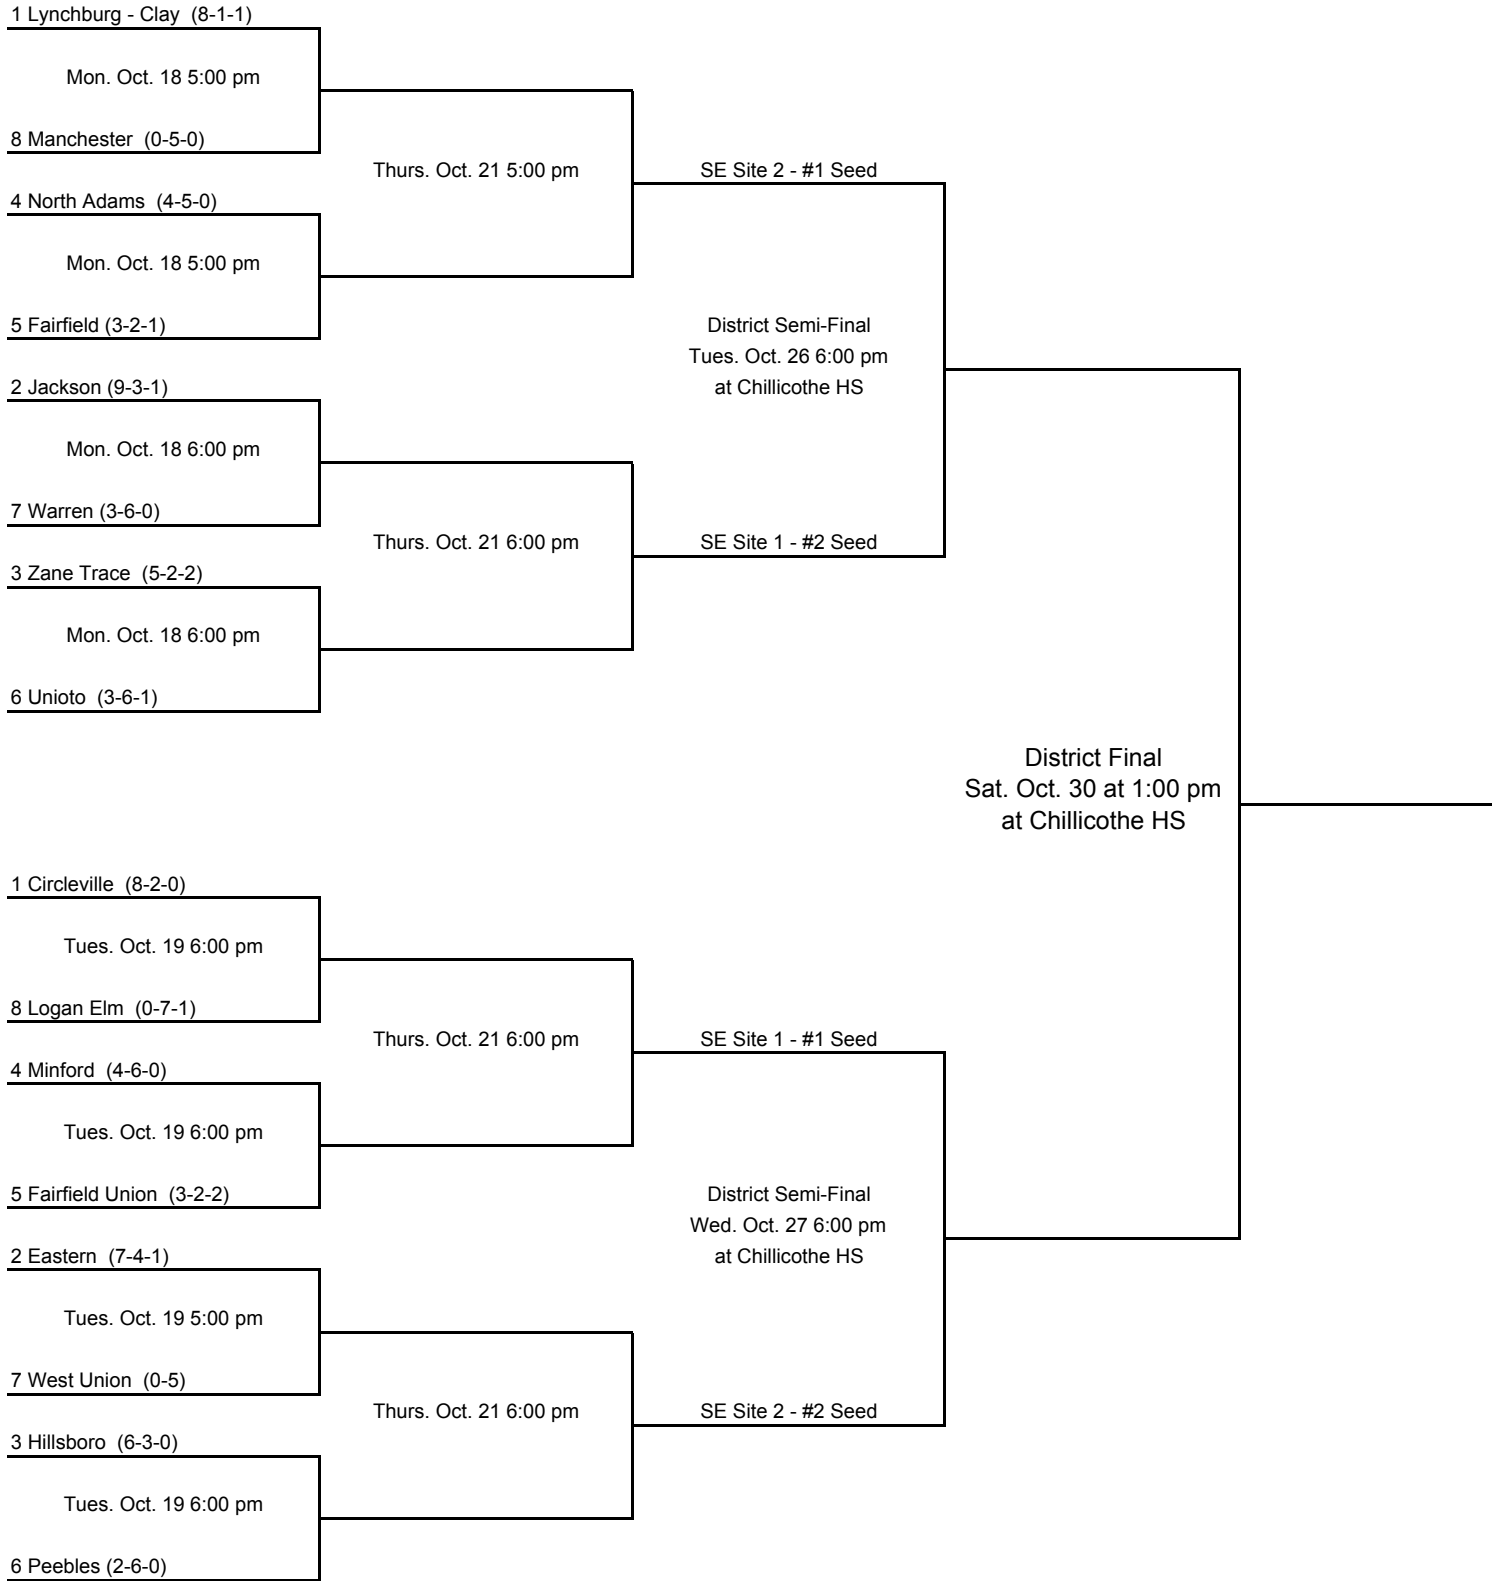 1 Lynchburg - Clay  (8-1-1)
Mon. Oct. 18 5:00 pm
8 Manchester  (0-5-0)
Thurs. Oct. 21 5:00 pm
SE Site 2 - #1 Seed
4 North Adams  (4-5-0)
Mon. Oct. 18 5:00 pm
5 Fairfield (3-2-1)
District Semi-Final
Tues. Oct. 26 6:00 pm
at Chillicothe HS
2 Jackson (9-3-1)
Mon. Oct. 18 6:00 pm
7 Warren (3-6-0)
Thurs. Oct. 21 6:00 pm
SE Site 1 - #2 Seed
3 Zane Trace  (5-2-2)
Mon. Oct. 18 6:00 pm
6 Unioto  (3-6-1)
District Final
Sat. Oct. 30 at 1:00 pm
at Chillicothe HS
1 Circleville  (8-2-0)
Tues. Oct. 19 6:00 pm
8 Logan Elm  (0-7-1)
Thurs. Oct. 21 6:00 pm
SE Site 1 - #1 Seed
4 Minford  (4-6-0)
Tues. Oct. 19 6:00 pm
5 Fairfield Union  (3-2-2)
District Semi-Final
Wed. Oct. 27 6:00 pm
at Chillicothe HS
2 Eastern  (7-4-1)
Tues. Oct. 19 5:00 pm
7 West Union  (0-5)
Thurs. Oct. 21 6:00 pm
SE Site 2 - #2 Seed
3 Hillsboro  (6-3-0)
Tues. Oct. 19 6:00 pm
6 Peebles (2-6-0)